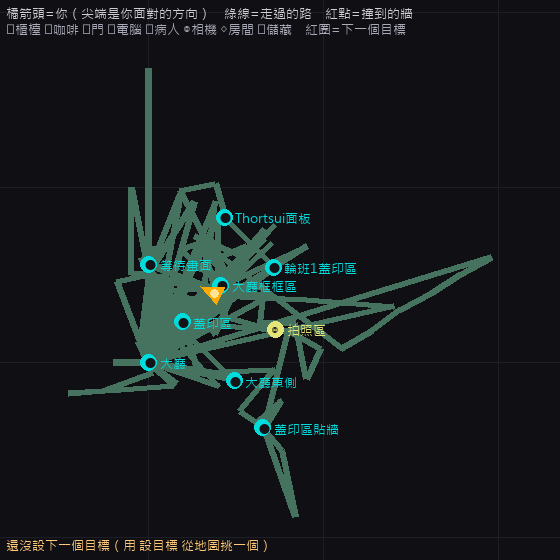 橘箭頭=你（尖端是你面對的方向） 綠線=走過的路 紅點=撞到的牆
櫃檯 咖啡 門 電腦 病人 相機 房間 儲藏 紅圈=下一個目標
Thortsui面板
等待畫面
輪班1蓋印區
大廳框框區
蓋印區
拍照區
大廳
大廳東側
蓋印區貼牆
還沒設下一個目標（用 設目標 從地圖挑一個）